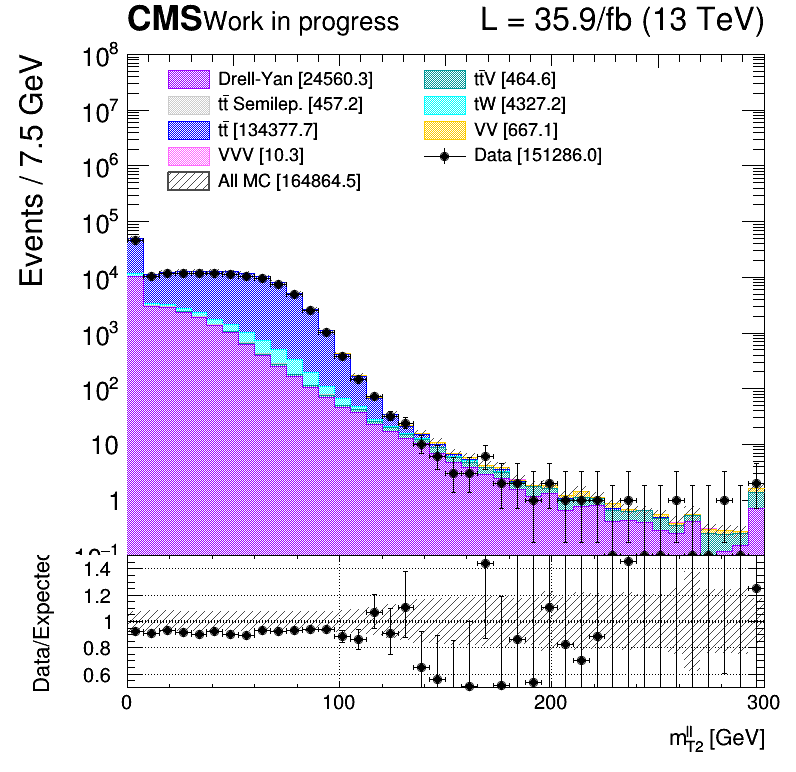 CMS Work in progress L = 35.9/fb (13 TeV)
Events / 7.5 GeV
10⁸
10⁷
10⁶
10⁵
10⁴
10³
10²
10
1
10⁻¹
Drell-Yan [24560.3]
tt̄ Semilep. [457.2]
tt̄ [134377.7]
VVV [10.3]
All MC [164864.5]
tt̄V [464.6]
tW [4327.2]
VV [667.1]
Data [151286.0]
Data/Expected
1.4
1.2
1
0.8
0.6
0 100 200 300
m^ll_T2 [GeV]